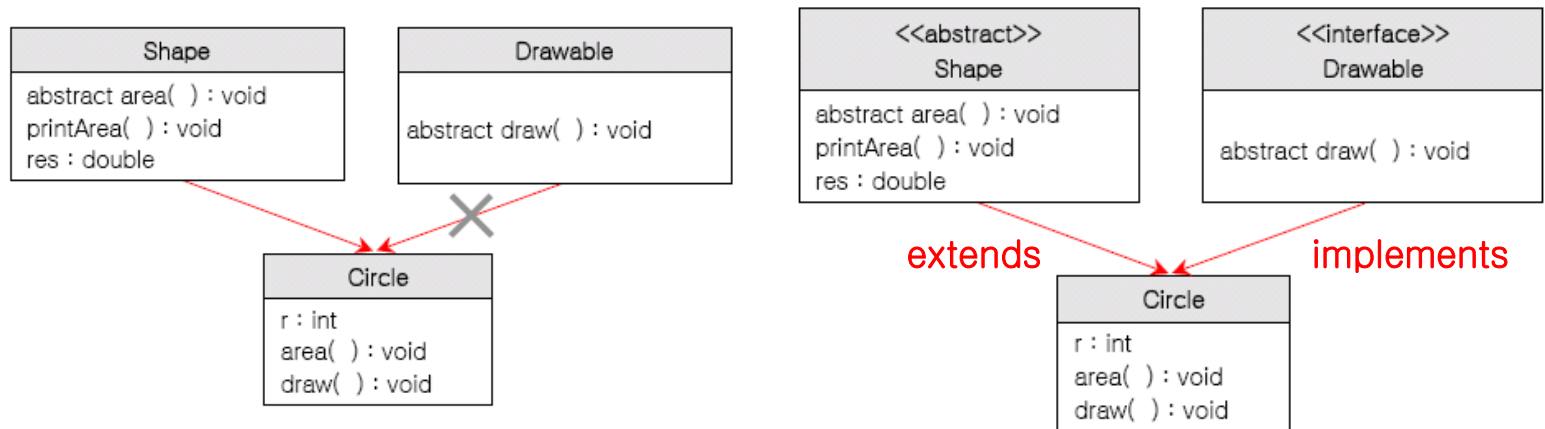 Shape
abstract area( ) : void
printArea( ) : void
res : double
Drawable
abstract draw( ) : void
Circle
r : int
area( ) : void
draw( ) : void
<<abstract>>
Shape
abstract area( ) : void
printArea( ) : void
res : double
<<interface>>
Drawable
abstract draw( ) : void
extends
implements
Circle
r : int
area( ) : void
draw( ) : void